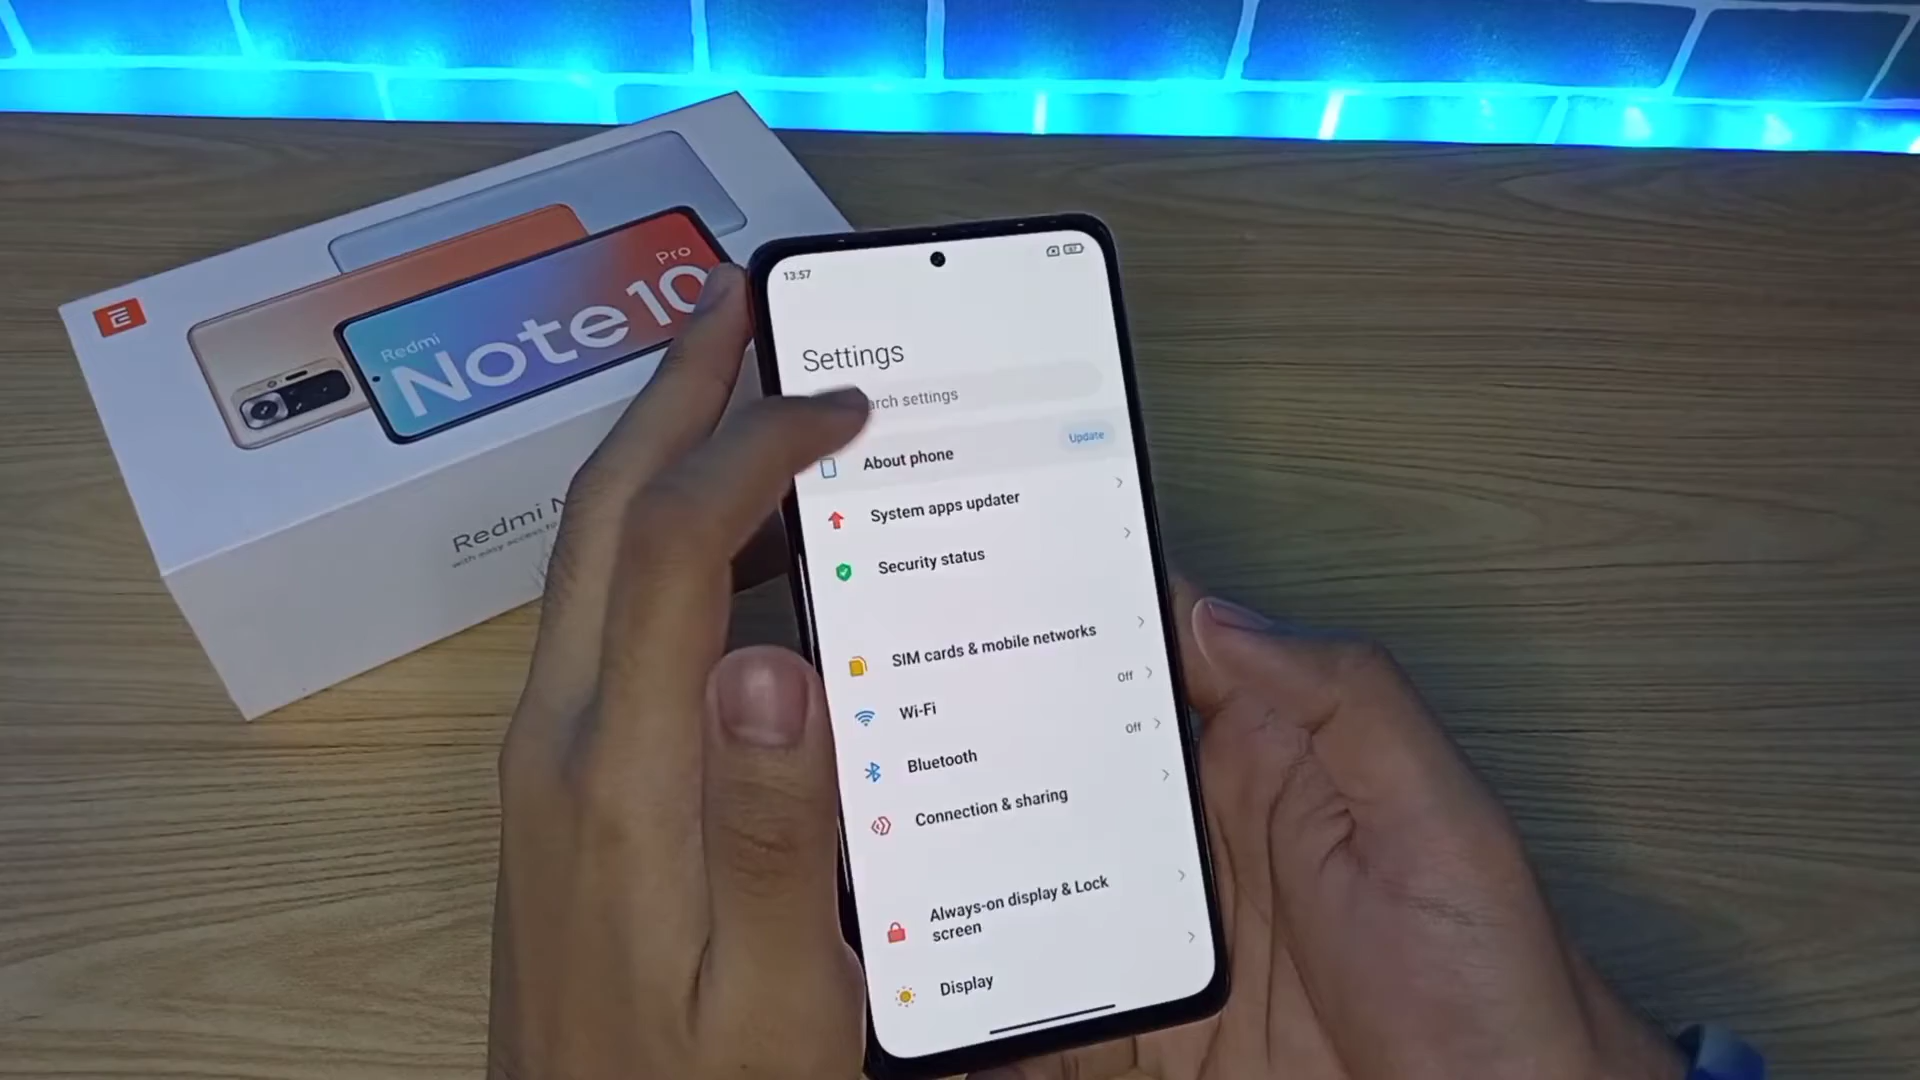 Pro
Redmi
Note 10
Redmi
13:57
Settings
arch settings
About phone
Update
System apps updater
Security status
SIM cards & mobile networks
Wi-Fi
Off
Bluetooth
Off
Connection & sharing
Always-on display & Lock
screen
Display